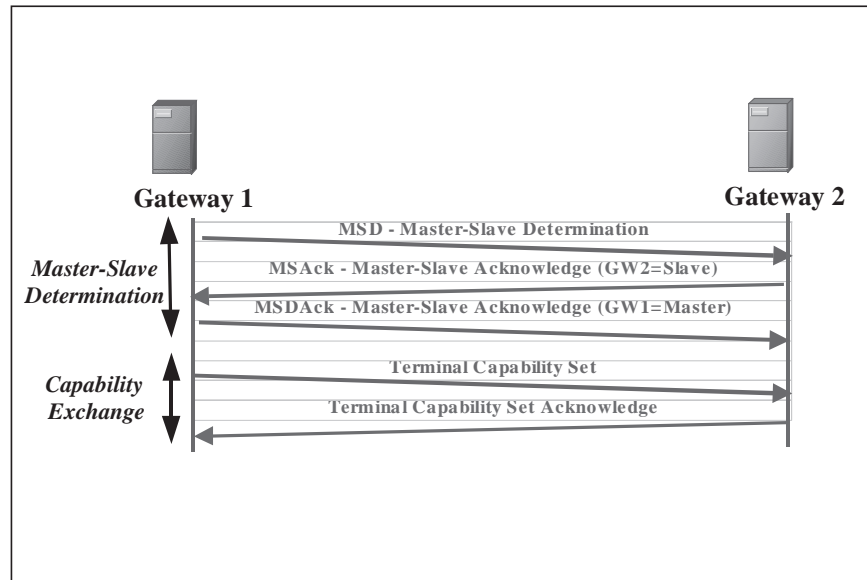 Gateway 1
Gateway 2
MSD - Master-Slave Determination
MSAck - Master-Slave Acknowledge (GW2=Slave)
Master-Slave
Determination
MSDAck - Master-Slave Acknowledge (GW1=Master)
Terminal Capability Set
Capability
Exchange
Terminal Capability Set Acknowledge